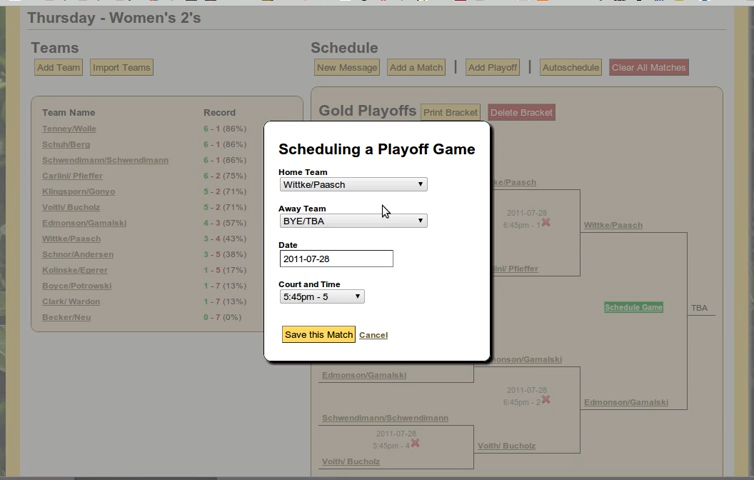 Thursday - Women's 2's
Teams
Add Team
Import Teams
Team Name
Record
Tenney/Wolle
6 - 1 (86%)
Schuh/Berg
6 - 1 (86%)
Schwendimann/Schwendimann
6 - 1 (86%)
Carlini/ Pfieffer
6 - 2 (75%)
Klingsporn/Gonyo
5 - 2 (71%)
Voith/ Bucholz
5 - 2 (71%)
Edmonson/Gamalski
4 - 3 (57%)
Wittke/Paasch
3 - 4 (43%)
Schnor/Andersen
3 - 5 (38%)
Kolinske/Egerer
1 - 5 (17%)
Boyce/Potrowski
1 - 7 (13%)
Clark/ Wardon
1 - 7 (13%)
Becker/Neu
0 - 7 (0%)
Schedule
New Message
Add a Match
|
Add Playoff
|
Autoschedule
Clear All Matches
Gold Playoffs
Print Bracket
Delete Bracket
Scheduling a Playoff Game
Home Team
Wittke/Paasch
Away Team
BYE/TBA
Date
2011-07-28
Court and Time
5:45pm - 5
Save this Match
Cancel
e/Paasch
2011-07-28
6:45pm - 1
Wittke/Paasch
ini/ Pfieffer
Schedule Game
TBA
onson/Gamalski
Edmonson/Gamalski
2011-07-28
6:45pm - 2
Edmonson/Gamalski
Schwendimann/Schwendimann
2011-07-28
5:45pm - 4
Voith/ Bucholz
Voith/ Bucholz